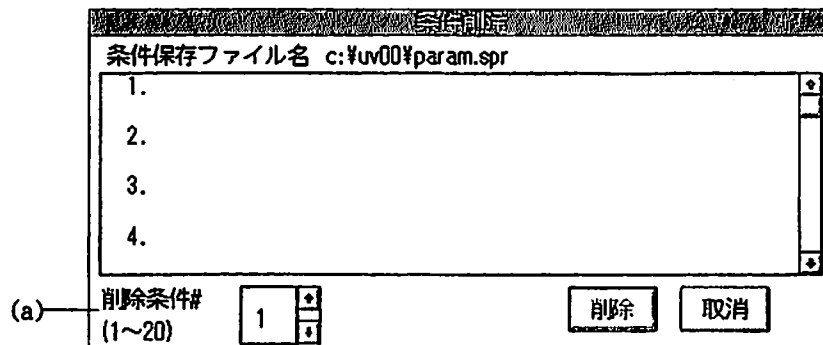 条件削除
条件保存ファイル名 c:¥uv00¥param.spr
1.
2.
3.
4.
(a) 削除条件# 1 削除 取消
(1～20)